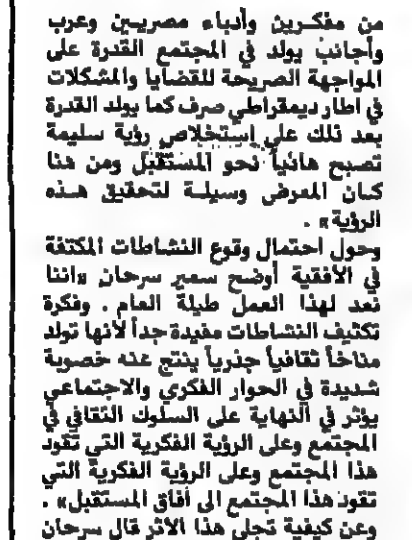 من مفكرين وأدباء مصريين وعرب
وأجانب يولد في المجتمع القدرة على
المواجهة الصريحة للقضايا والمشكلات
في اطار ديمقراطي صرف كما يولد القدرة
بعد ذلك على استخلاص رؤية سليمة
تصبح هادياً نحو المستقبل ومن هنا
كان المعرض وسيلة لتحقيق هذه
الرؤية» .
وحول احتمال وقوع النشاطات المكثفة
في الأفقية أوضح سمير سرحان «اننا
نعد لهذا العمل طيلة العام . وفكرة
تكثيف النشاطات مفيدة جداً لأنها تولد
مناخاً ثقافياً جذرياً ينتج عنه خصوبة
شديدة في الحوار الفكري والاجتماعي
يؤثر في النهاية على السلوك الثقافي في
المجتمع وعلى الرؤية الفكرية التي تقود
هذا المجتمع وعلى الرؤية الفكرية التي
تقود هذا المجتمع الى آفاق المستقبل» .
وعن كيفية تجلي هذا الأثر قال سرحان